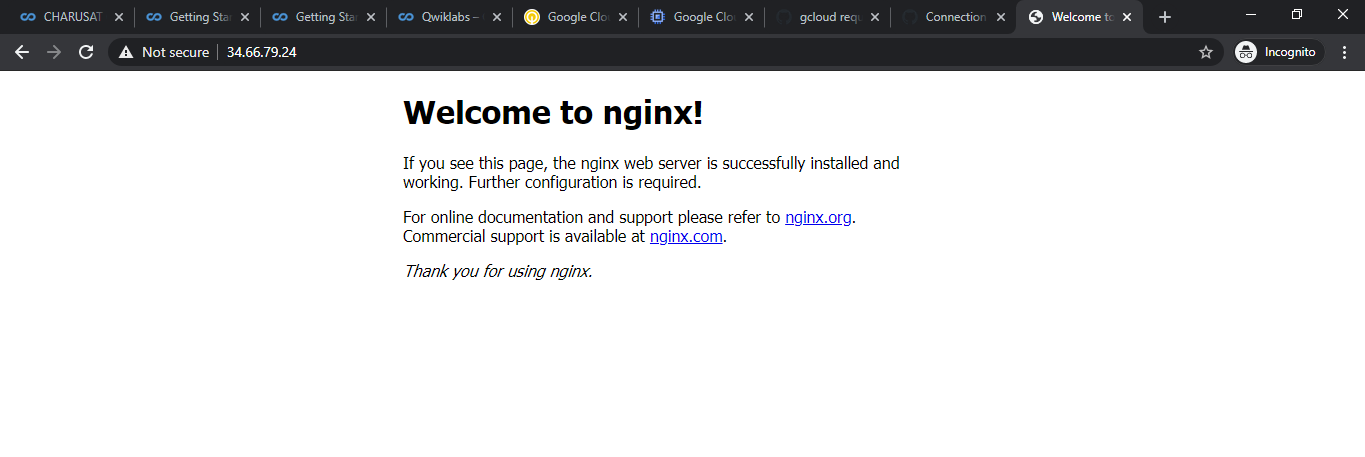 CHARUSAT
Getting Sta
Getting Sta
Qwiklabs –
Google Clo
Google Clo
gcloud requ
Connection
Welcome to
Not secure
34.66.79.24
Incognito
Welcome to nginx!
If you see this page, the nginx web server is successfully installed and
working. Further configuration is required.
For online documentation and support please refer to nginx.org.
Commercial support is available at nginx.com.
Thank you for using nginx.